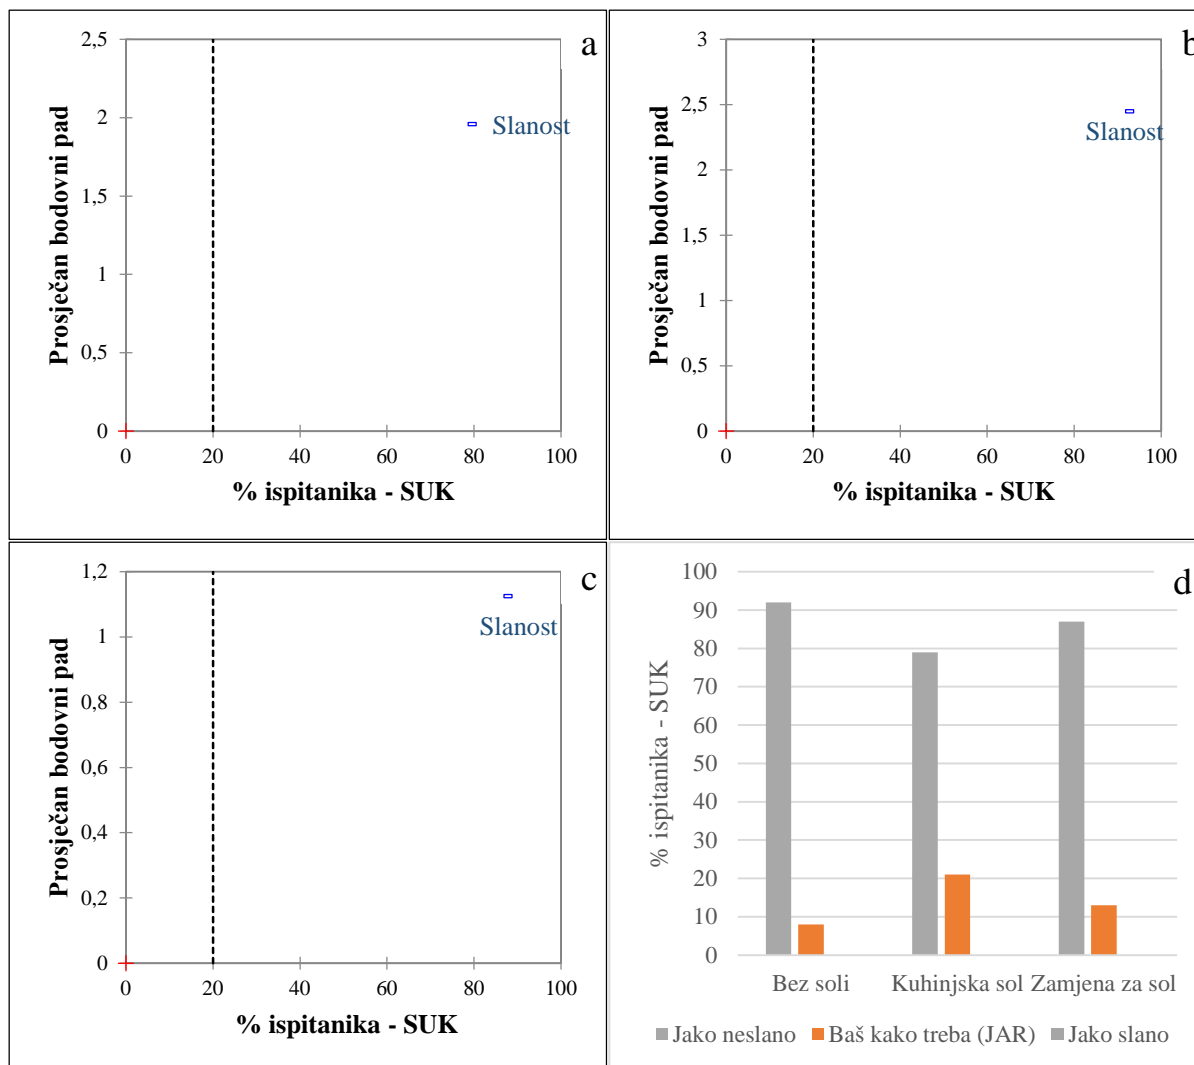 a
Prosječan bodovni pad
2,5
2
1,5
1
0,5
0
Slanost
0 20 40 60 80 100
% ispitanika - SUK
b
Prosječan bodovni pad
3
2,5
2
1,5
1
0,5
0
Slanost
0 20 40 60 80 100
% ispitanika - SUK
c
Prosječan bodovni pad
1,2
1
0,8
0,6
0,4
0,2
0
Slanost
0 20 40 60 80 100
% ispitanika - SUK
d
% ispitanika - SUK
100
90
80
70
60
50
40
30
20
10
0
Bez soli Kuhinjska sol Zamjena za sol
Jako neslano Baš kako treba (JAR) Jako slano